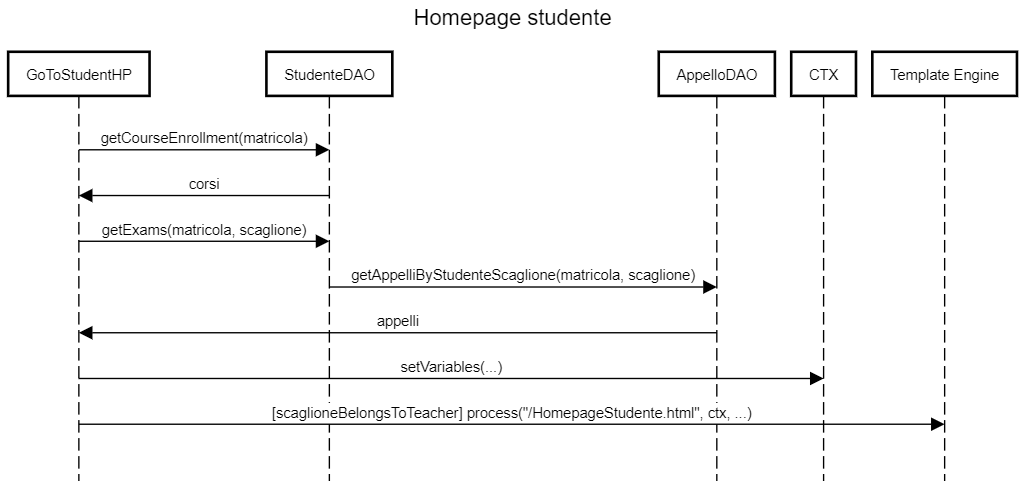 Homepage studente
GoToStudentHP
StudenteDAO
AppelloDAO
CTX
Template Engine
getCourseEnrollment(matricola)
corsi
getExams(matricola, scaglione)
getAppelliByStudenteScaglione(matricola, scaglione)
appelli
setVariables(...)
[scaglioneBelongsToTeacher] process("/HomepageStudente.html", ctx, ...)